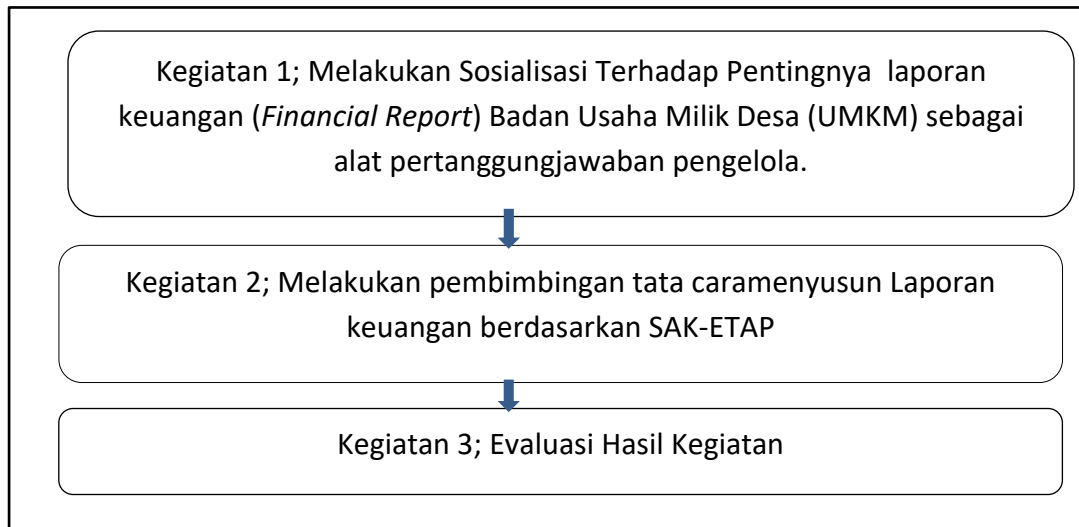 Kegiatan 1; Melakukan Sosialisasi Terhadap Pentingnya laporan
keuangan (Financial Report) Badan Usaha Milik Desa (UMKM) sebagai
alat pertanggungjawaban pengelola.
Kegiatan 2; Melakukan pembimbingan tata caramenyusun Laporan
keuangan berdasarkan SAK-ETAP
Kegiatan 3; Evaluasi Hasil Kegiatan